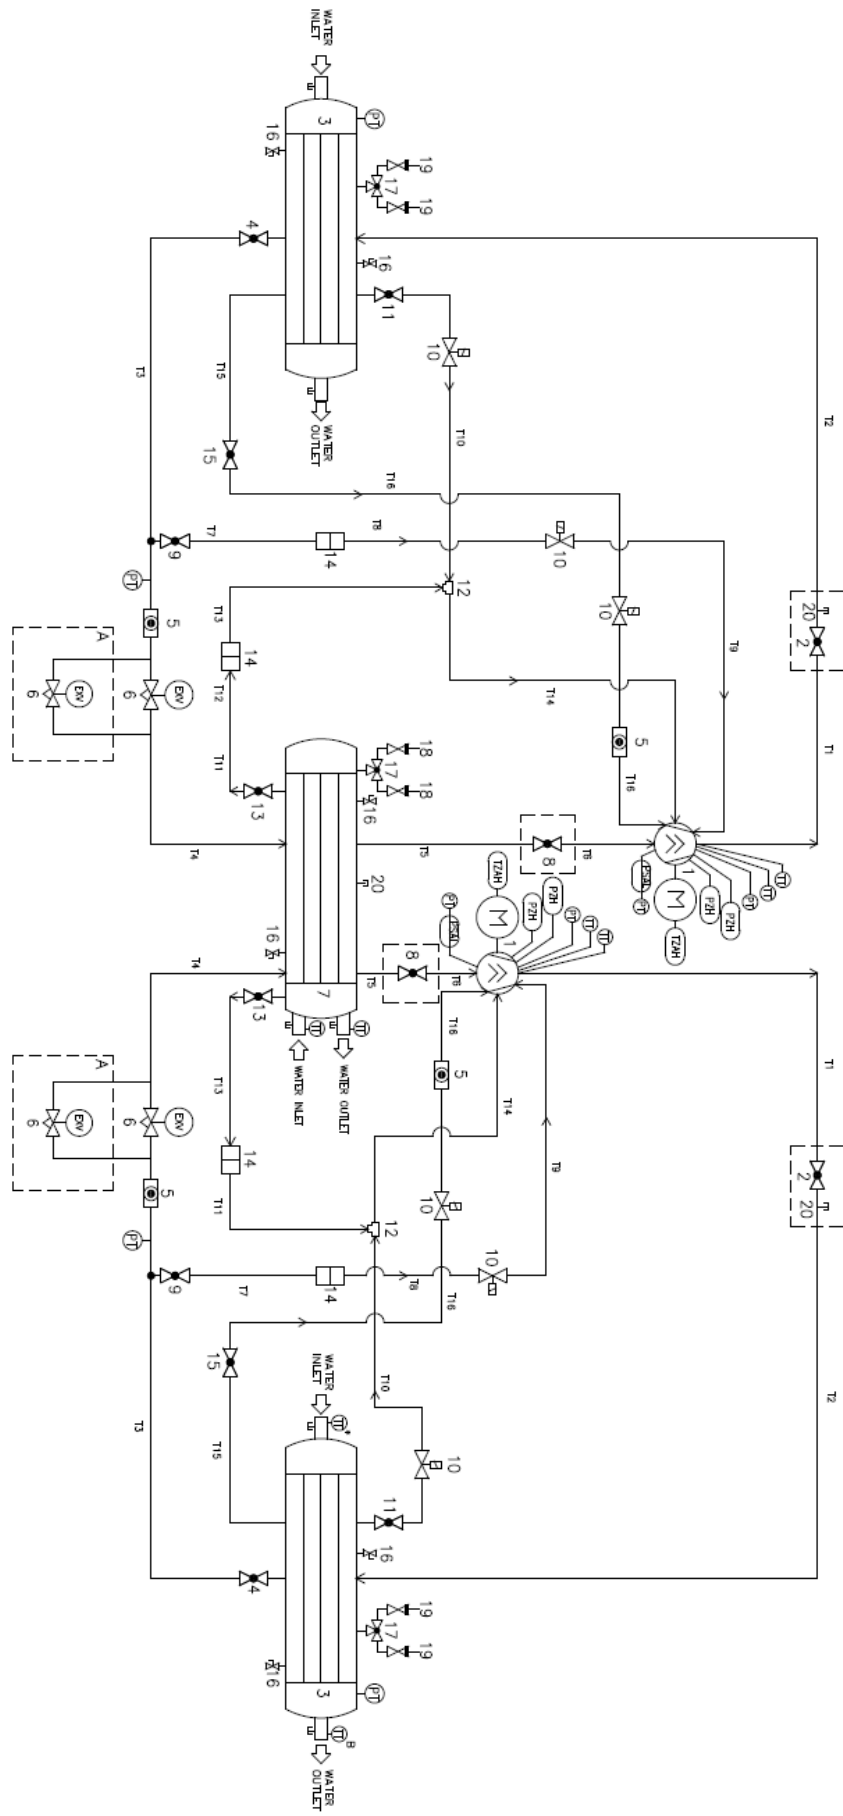 WATER
INLET
3
PT
16
19
17
19
4
16
11
10
T3
T15
WATER
OUTLET
T10
T2
15
T16
T7
T8
9
14
10
PT
12
10
20
2
5
T13
T9
A
14
T14
EXV
6
EXV
6
T12
5
T1
18
17
18
T11
13
16
T16
T4
T5
8
T6
1
TT
TT
PT
PZH
PZH
M
TZAH
PSAL
PT
20
TZAH
M
1
PZH
PZH
PT
TT
TT
PSAL
PT
16
8
T4
T5
T6
7
13
TT
TT
WATER INLET
WATER OUTLET
T16
5
T14
T1
A
T13
T9
EXV
6
EXV
6
14
2
5
10
20
T11
12
PT
10
9
T7
14
T8
T16
15
WATER
INLET
T10
T2
T3
TT
*
T15
10
11
16
4
19
17
19
16
3
PT
TT
B
WATER
OUTLET